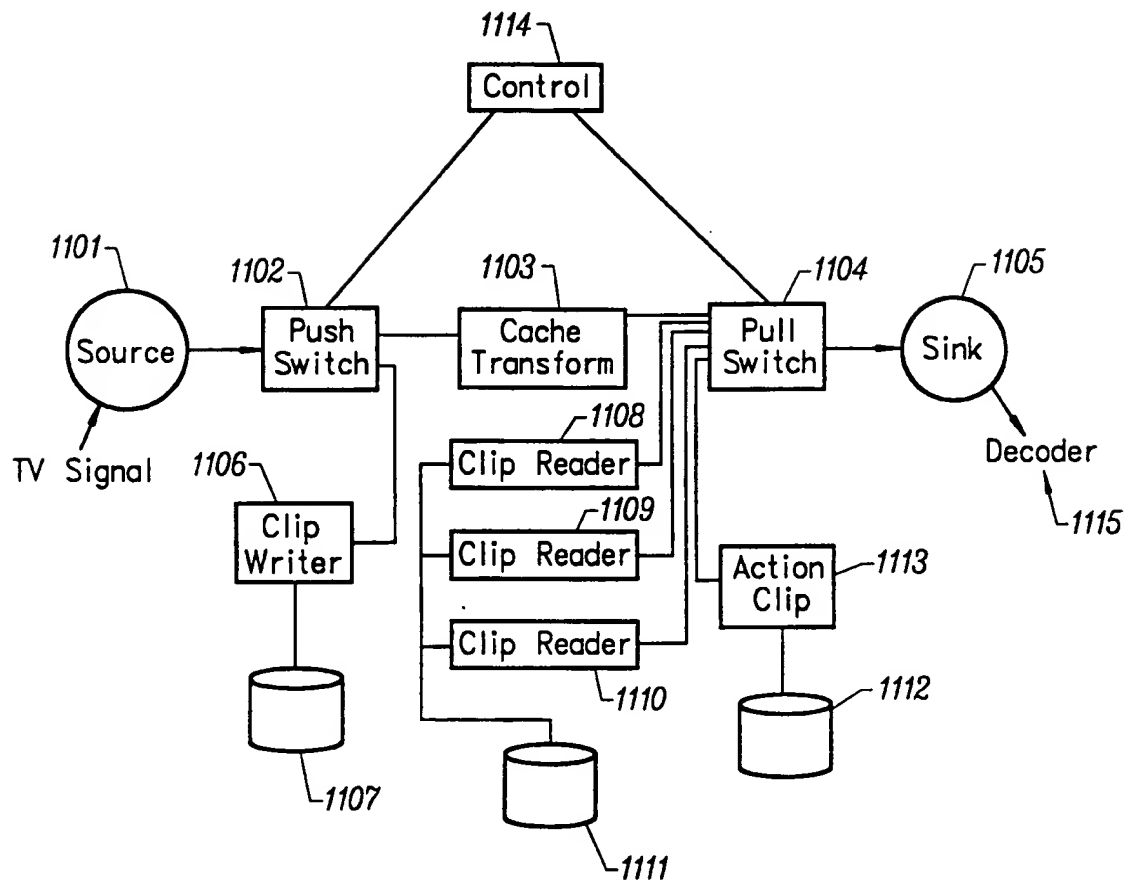 1114
Control
1101
1102
1103
1104
1105
Source
Push
Switch
Cache
Transform
Pull
Switch
Sink
TV Signal
1106
1108
Clip Reader
Decoder
1115
Clip
Writer
1109
Clip Reader
Action
Clip
1113
Clip Reader
1110
1112
1107
1111